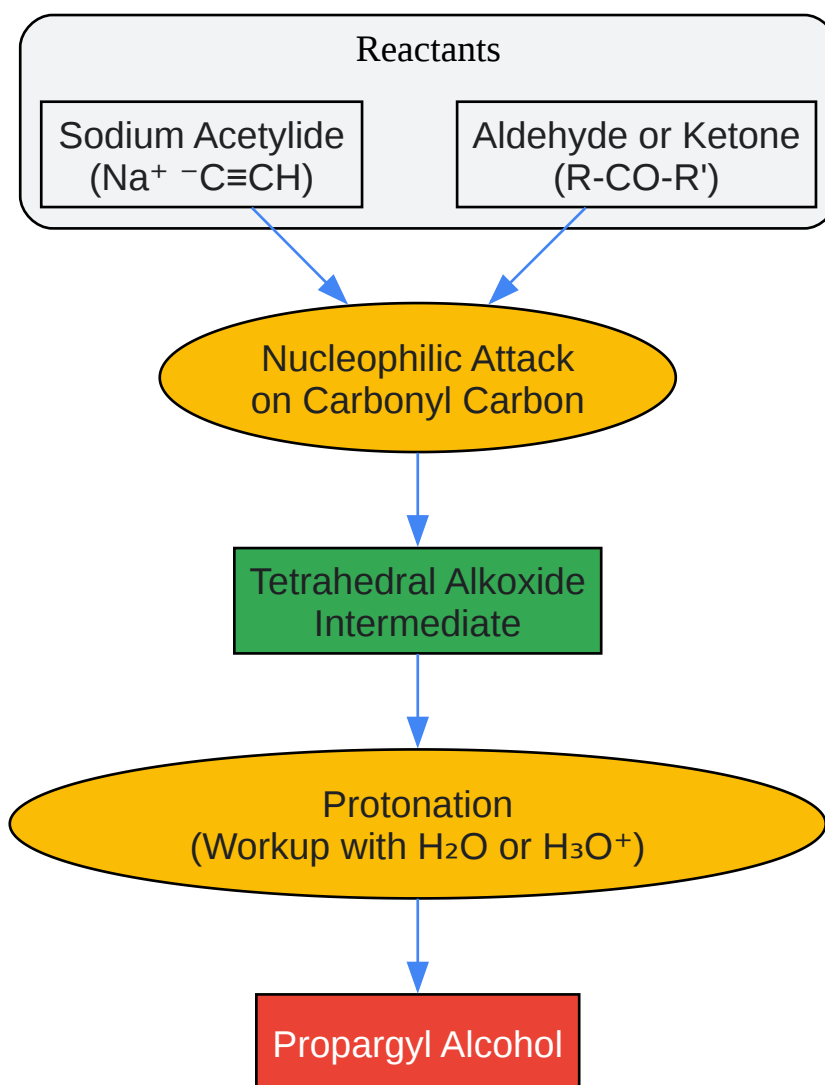 Reactants
Sodium Acetylide
(Na⁺ ⁻C≡CH)
Aldehyde or Ketone
(R-CO-R')
Nucleophilic Attack
on Carbonyl Carbon
Tetrahedral Alkoxide
Intermediate
Protonation
(Workup with H₂O or H₃O⁺)
Propargyl Alcohol